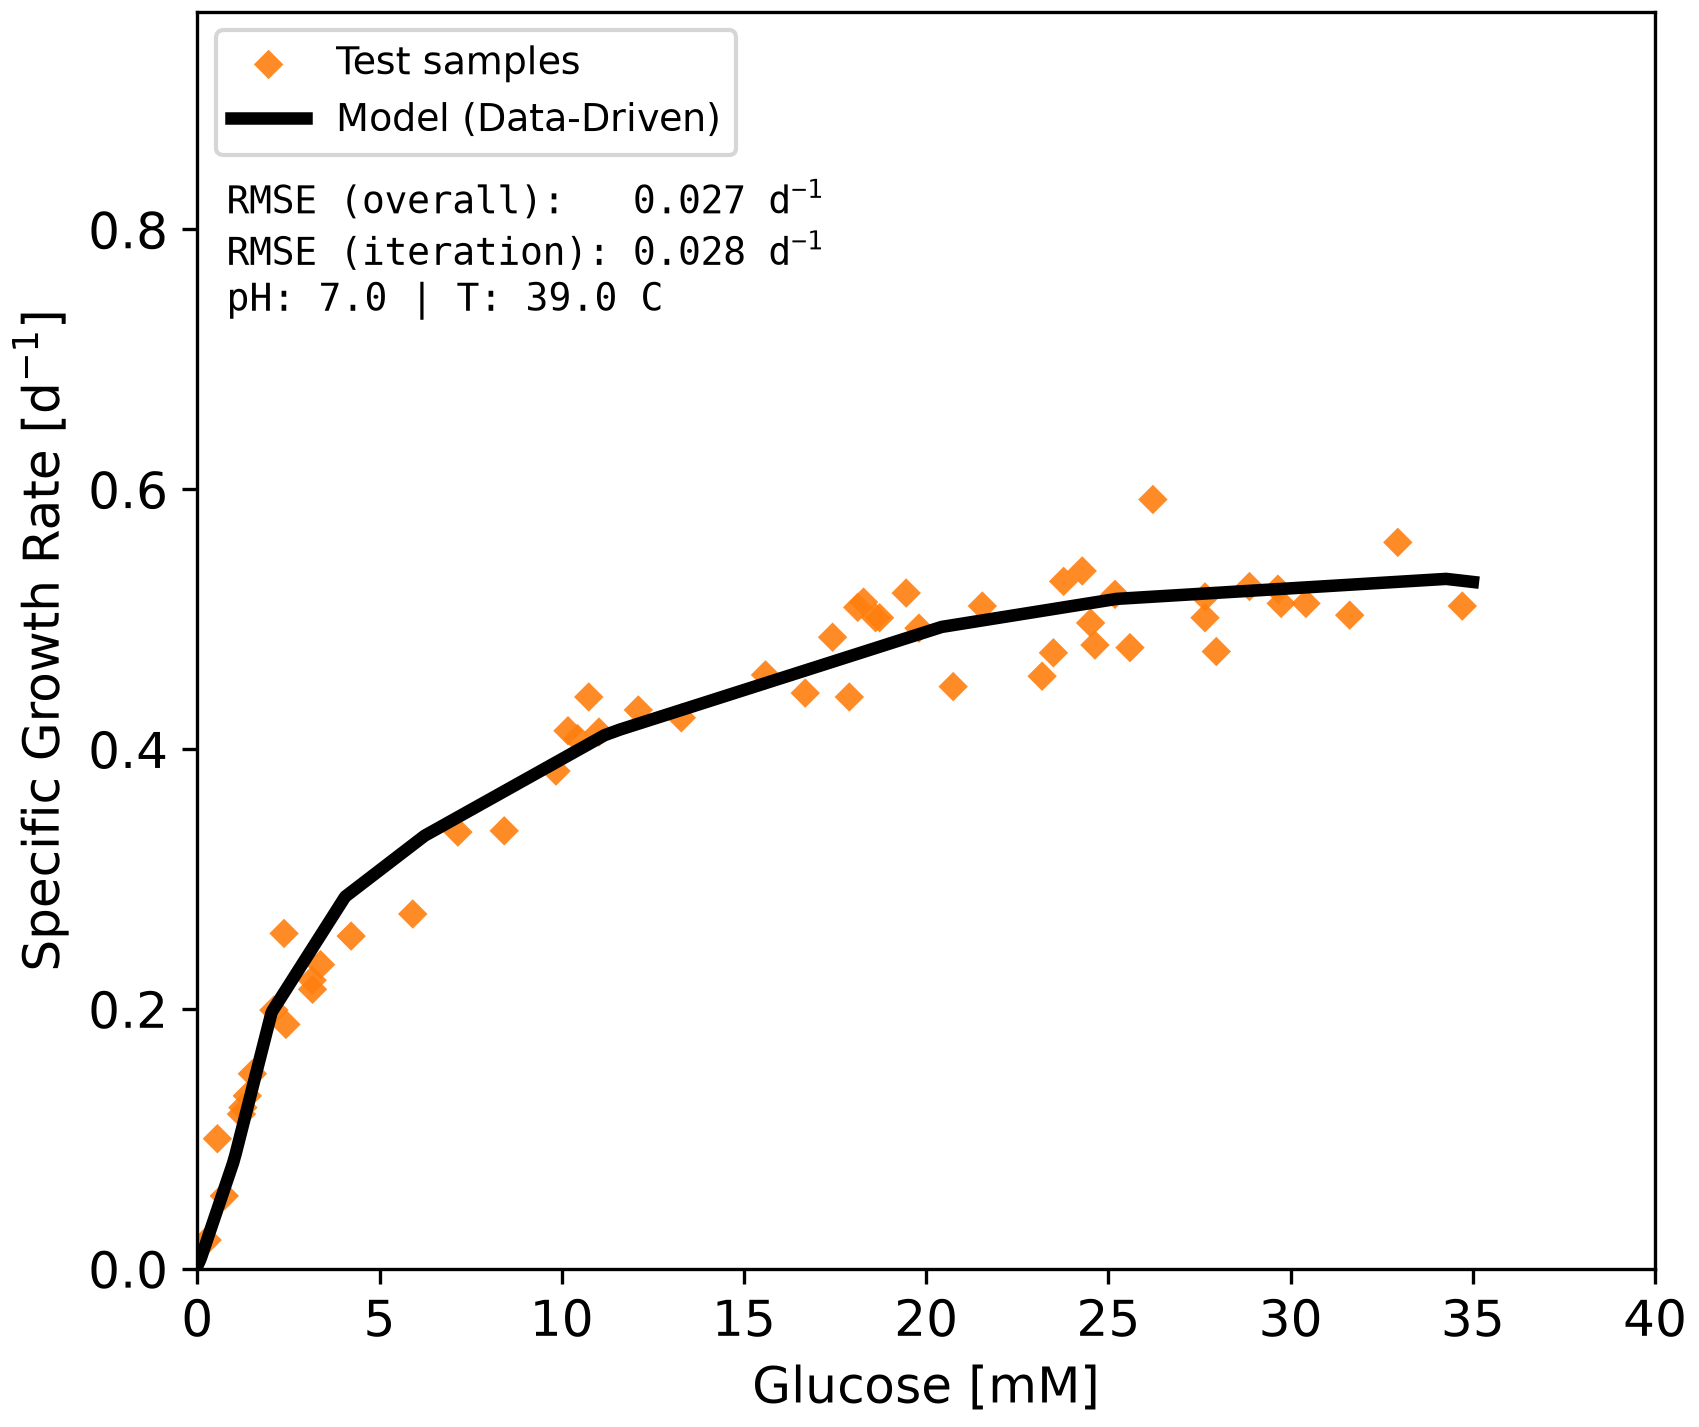 Test samples
Model (Data-Driven)
RMSE (overall):   0.027 d⁻¹
RMSE (iteration): 0.028 d⁻¹
pH: 7.0 | T: 39.0 C
Specific Growth Rate [d⁻¹]
0.8
0.6
0.4
0.2
0.0
0 5 10 15 20 25 30 35 40
Glucose [mM]